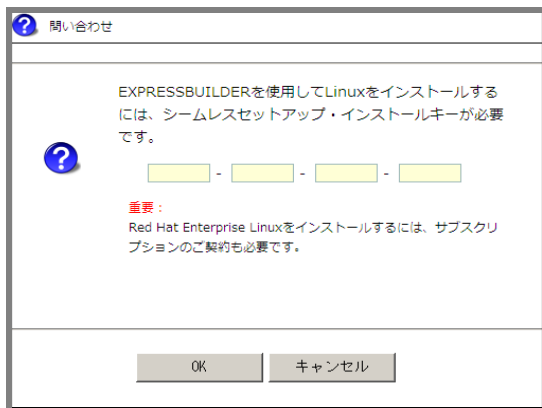 問い合わせ
EXPRESSBUILDERを使用してLinuxをインストールする
には、シームレスセットアップ・インストールキーが必要
です。
- - -
重要：
Red Hat Enterprise Linuxをインストールするには、サブスクリ
プションのご契約も必要です。
OK キャンセル